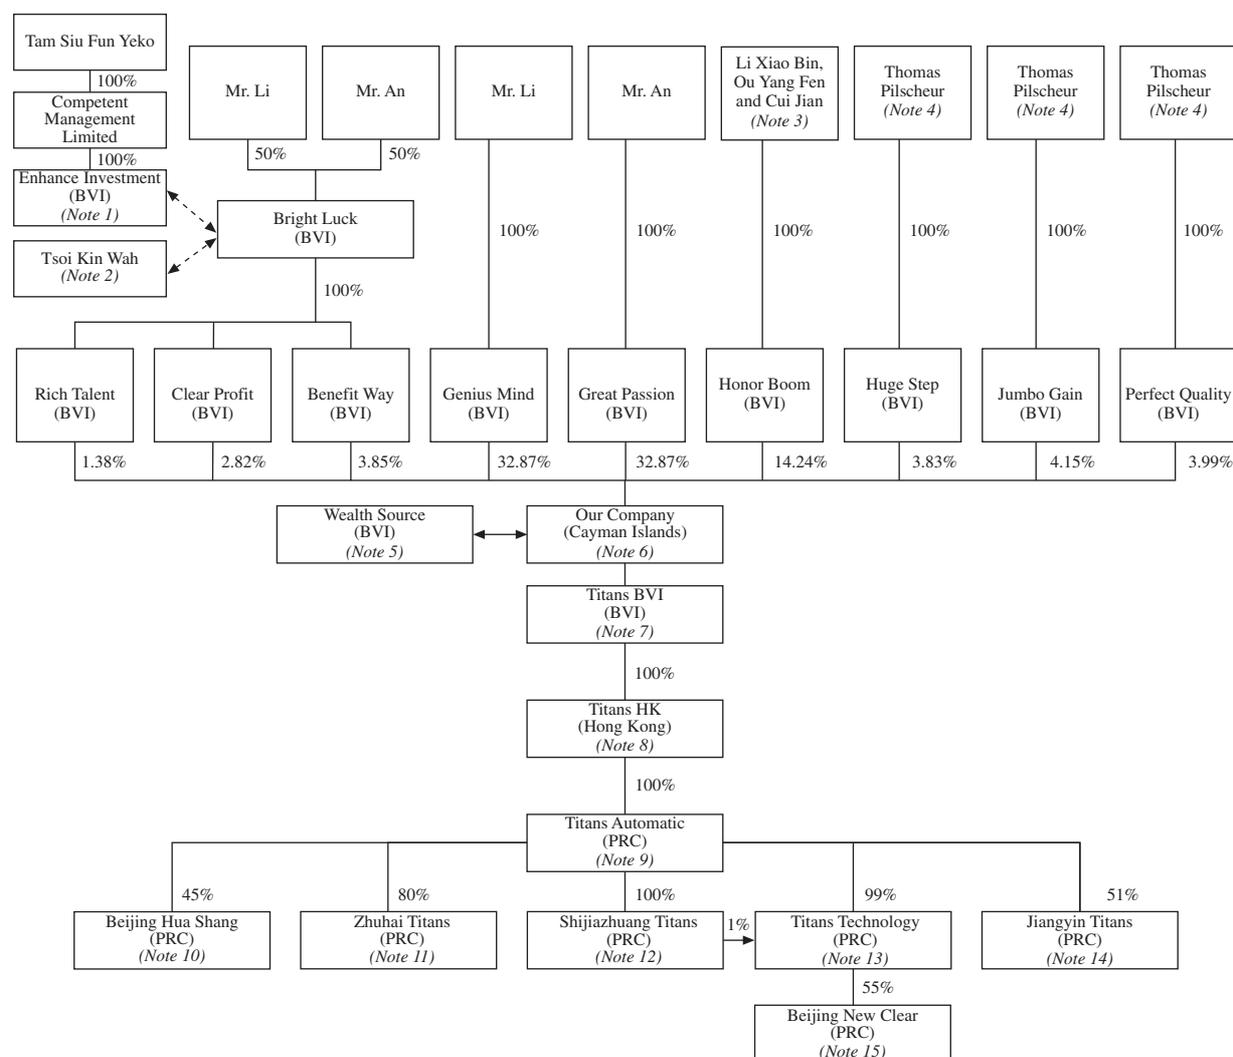 Tam Siu Fun Yeko
100%
Competent
Management
Limited
100%
Enhance Investment
(BVI)
(Note 1)
Tsoi Kin Wah
(Note 2)
Mr. Li
Mr. An
50%
50%
Bright Luck
(BVI)
100%
Mr. Li
100%
Mr. An
100%
Li Xiao Bin,
Ou Yang Fen
and Cui Jian
(Note 3)
100%
Thomas
Pilscheur
(Note 4)
100%
Thomas
Pilscheur
(Note 4)
100%
Thomas
Pilscheur
(Note 4)
100%
Rich Talent
(BVI)
Clear Profit
(BVI)
Benefit Way
(BVI)
Genius Mind
(BVI)
Great Passion
(BVI)
Honor Boom
(BVI)
Huge Step
(BVI)
Jumbo Gain
(BVI)
Perfect Quality
(BVI)
1.38%
2.82%
3.85%
32.87%
32.87%
14.24%
3.83%
4.15%
3.99%
Wealth Source
(BVI)
(Note 5)
Our Company
(Cayman Islands)
(Note 6)
Titans BVI
(BVI)
(Note 7)
100%
Titans HK
(Hong Kong)
(Note 8)
100%
Titans Automatic
(PRC)
(Note 9)
45%
80%
100%
99%
51%
Beijing Hua Shang
(PRC)
(Note 10)
Zhuhai Titans
(PRC)
(Note 11)
Shijiazhuang Titans
(PRC)
(Note 12)
1%
Titans Technology
(PRC)
(Note 13)
Jiangyin Titans
(PRC)
(Note 14)
55%
Beijing New Clear
(PRC)
(Note 15)